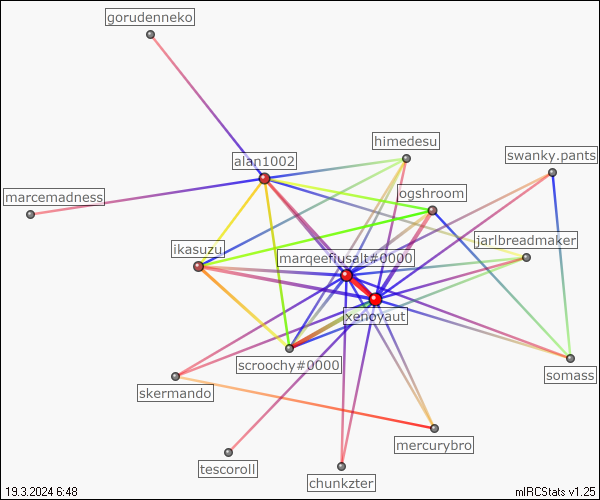 gorudenneko
himedesu
swanky.pants
alan1002
marcemadness
ogshroom
ikasuzu
jarlbreadmaker
marqeefiusalt#0000
xenoyaut
scroochy#0000
somass
skermando
mercurybro
tescoroll
chunkzter
19.3.2024 6:48
mIRCStats v1.25